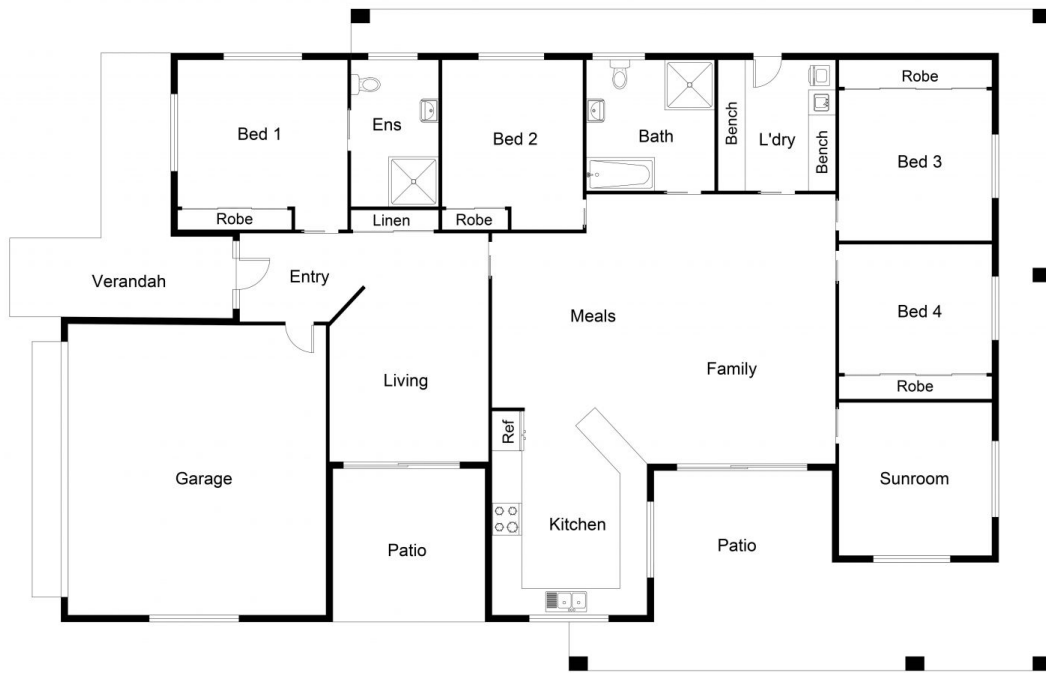 Robe
Bed 1
Ens
Bed 2
Bath
Bench
L'dry
Bench
Bed 3
Robe
Linen
Robe
Verandah
Entry
Meals
Bed 4
Living
Family
Robe
Ref
Garage
Sunroom
Kitchen
Patio
Patio